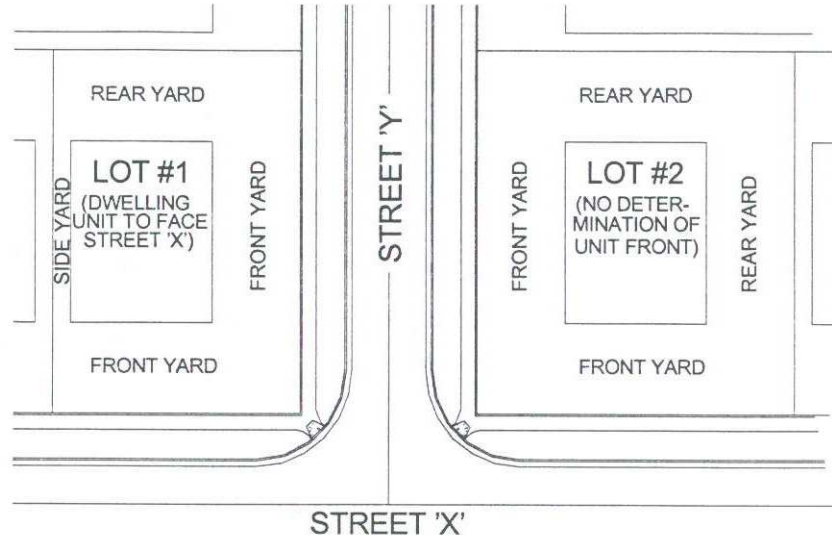 REAR YARD
LOT #1
(DWELLING
UNIT TO FACE
STREET 'X')
SIDE YARD
FRONT YARD
FRONT YARD
STREET 'Y'
REAR YARD
LOT #2
(NO DETER-
MINATION OF
UNIT FRONT)
FRONT YARD
REAR YARD
FRONT YARD
STREET 'X'